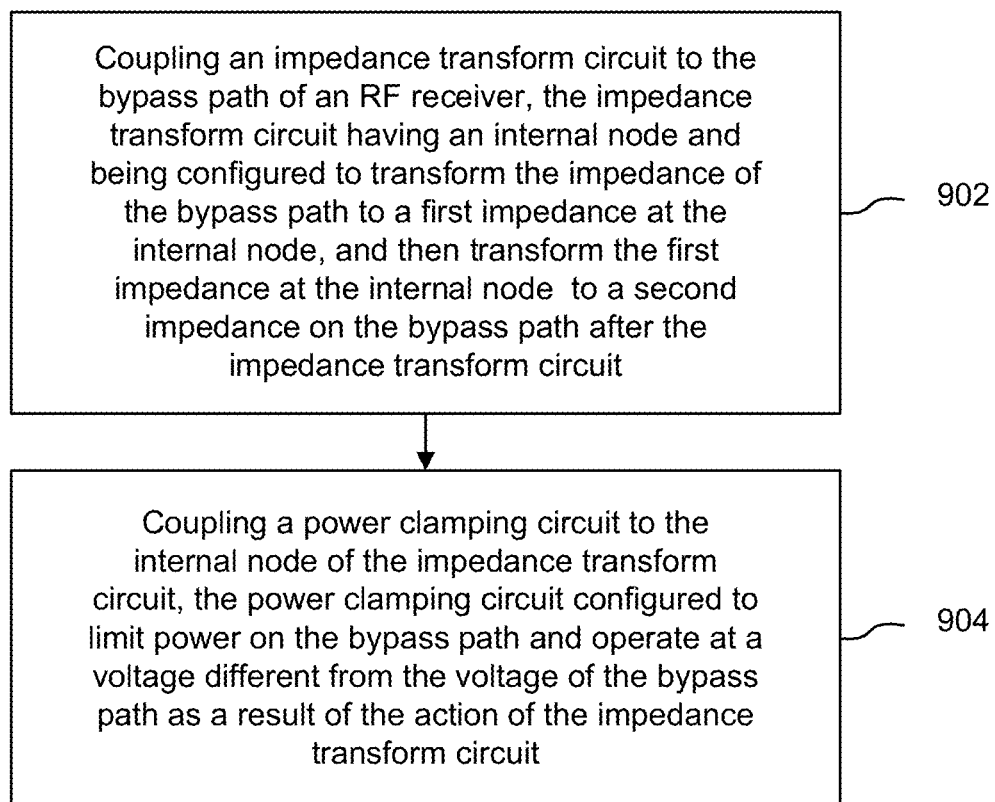 Coupling an impedance transform circuit to the
bypass path of an RF receiver, the impedance
transform circuit having an internal node and
being configured to transform the impedance of
the bypass path to a first impedance at the
internal node, and then transform the first
impedance at the internal node to a second
impedance on the bypass path after the
impedance transform circuit
902
Coupling a power clamping circuit to the
internal node of the impedance transform
circuit, the power clamping circuit configured to
limit power on the bypass path and operate at a
voltage different from the voltage of the bypass
path as a result of the action of the impedance
transform circuit
904